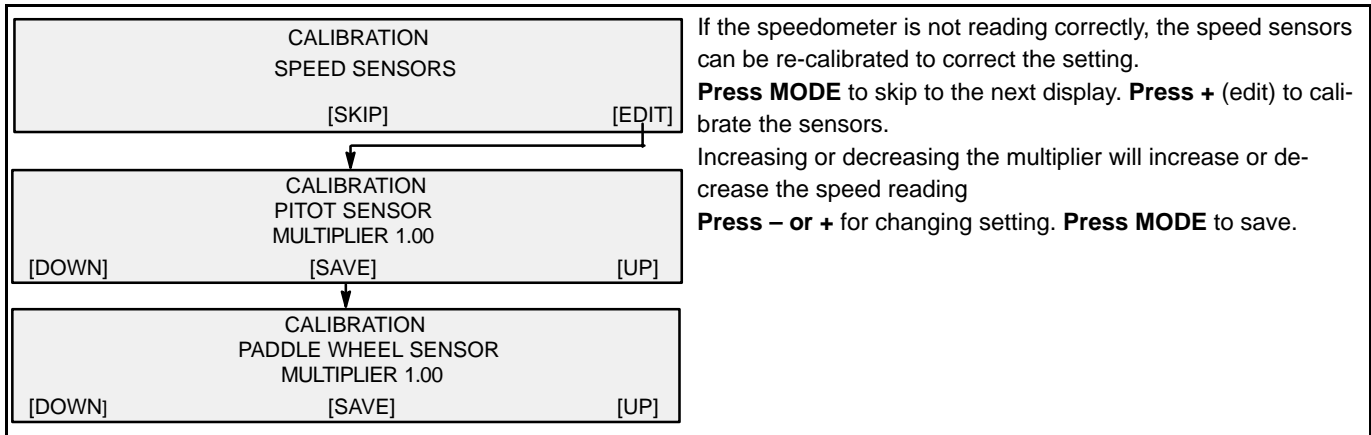 CALIBRATION
SPEED SENSORS
[SKIP] [EDIT]
CALIBRATION
PITOT SENSOR
MULTIPLIER 1.00
[DOWN] [SAVE] [UP]
CALIBRATION
PADDLE WHEEL SENSOR
MULTIPLIER 1.00
[DOWN] [SAVE] [UP]
If the speedometer is not reading correctly, the speed sensors
can be re-calibrated to correct the setting.
Press MODE to skip to the next display. Press + (edit) to cali-
brate the sensors.
Increasing or decreasing the multiplier will increase or de-
crease the speed reading
Press – or + for changing setting. Press MODE to save.